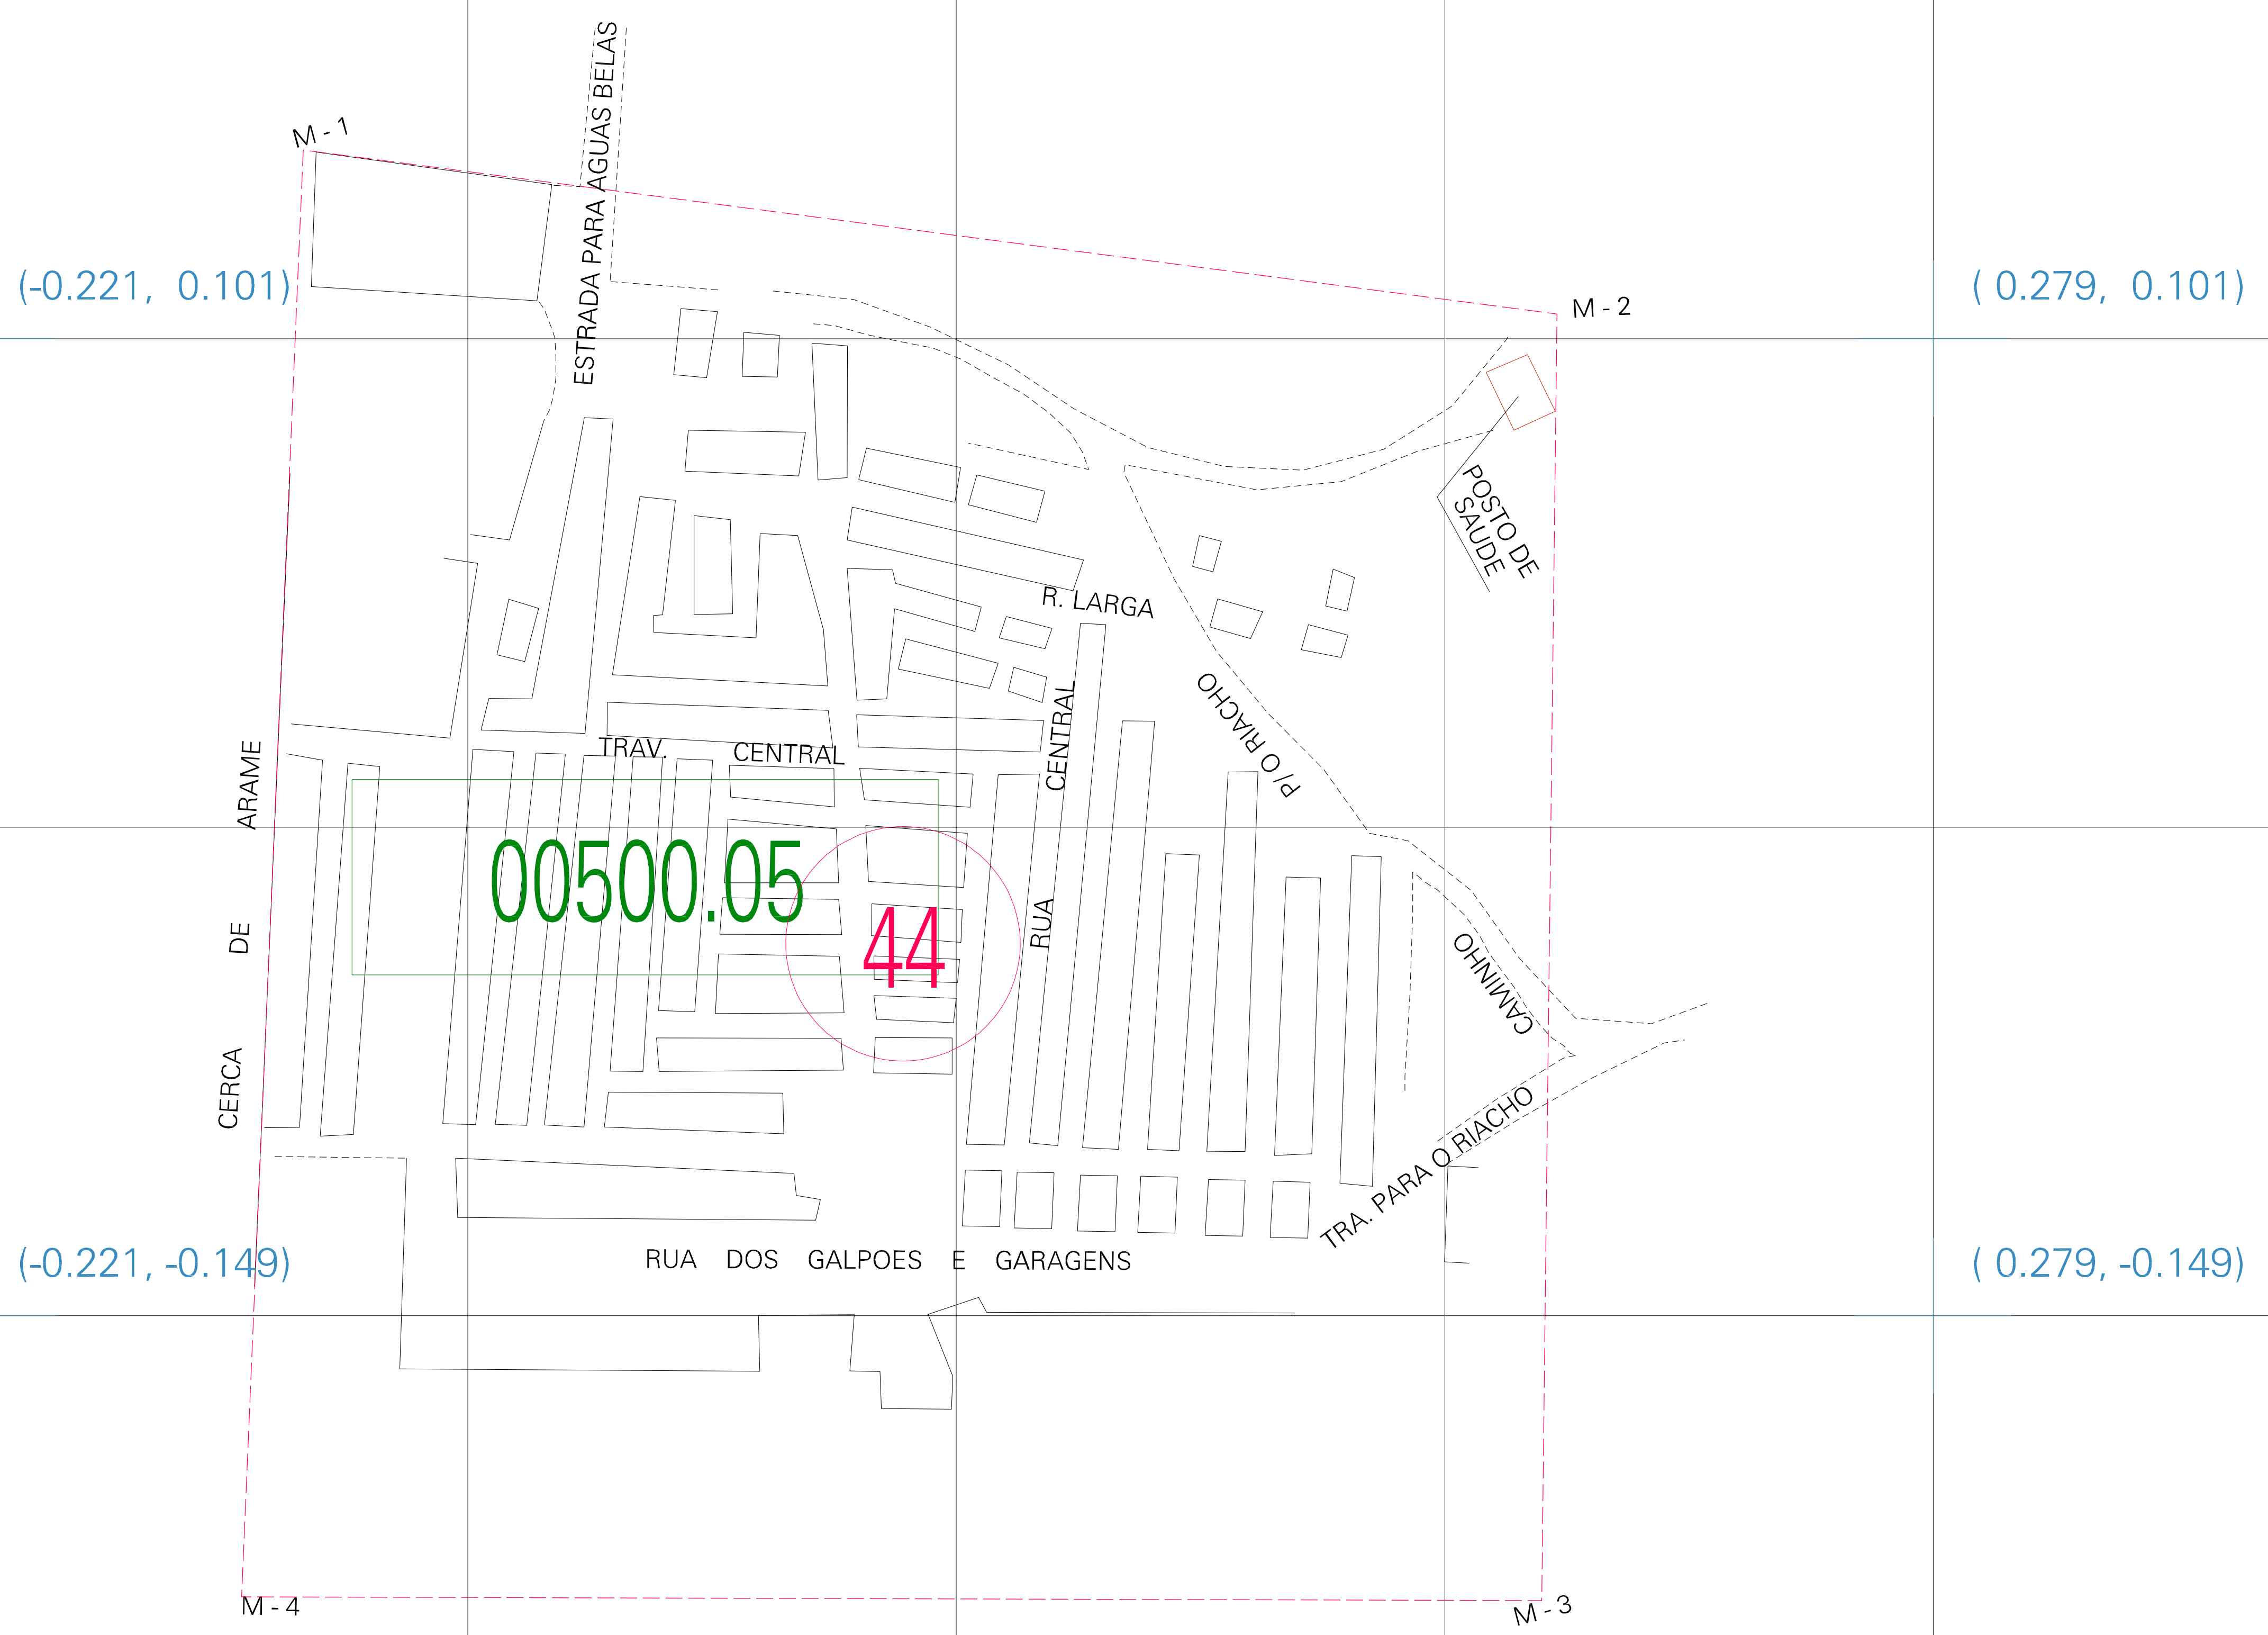 ESTRADA PARA AGUAS BELAS
M - 1
(-0.221, 0.101)
( 0.279, 0.101)
M - 2
POSTO DE
SAUDE
R. LARGA
P/ O RIACHO
TRAV. CENTRAL
RUA CENTRAL
CERCA DE ARAME
00500.05
44
CAMINHO
TRA. PARA O RIACHO
(-0.221, -0.149)
RUA DOS GALPOES E GARAGENS
( 0.279, -0.149)
M - 4
M - 3